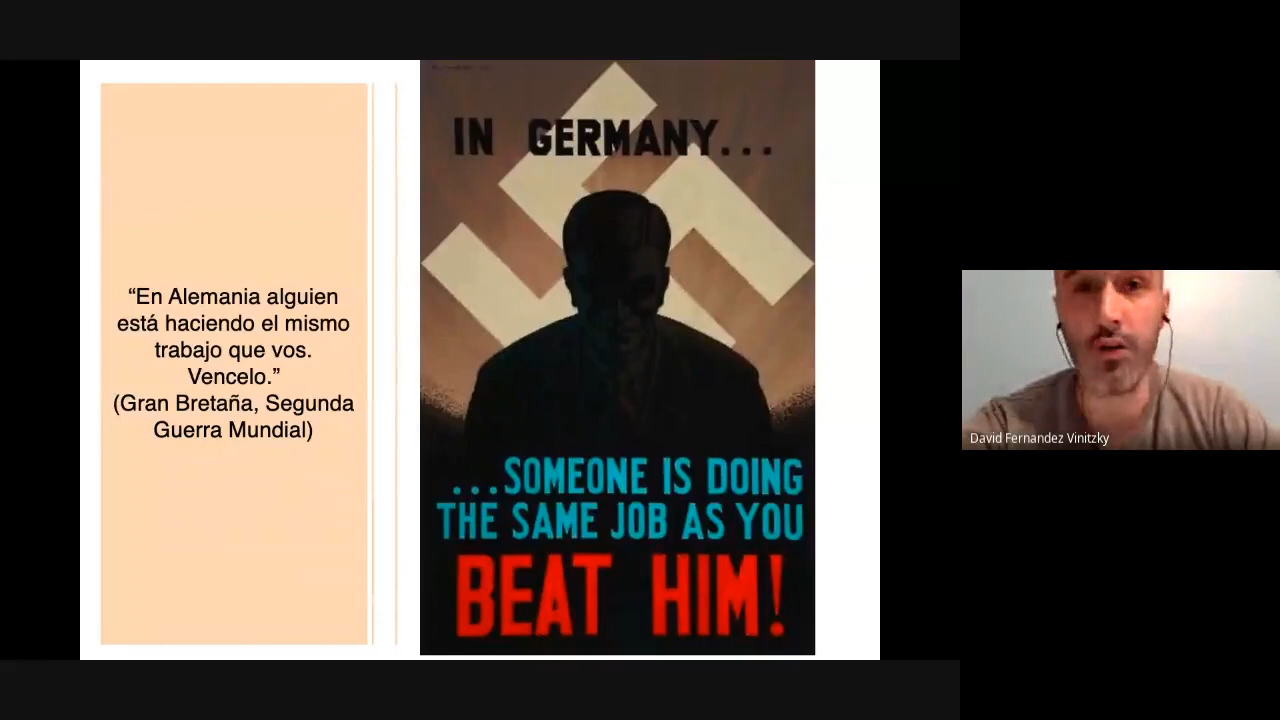 “En Alemania alguien
está haciendo el mismo
trabajo que vos.
Vencelo.”
(Gran Bretaña, Segunda
Guerra Mundial)
IN GERMANY...
...SOMEONE IS DOING
THE SAME JOB AS YOU
BEAT HIM!
David Fernandez Vinitzky